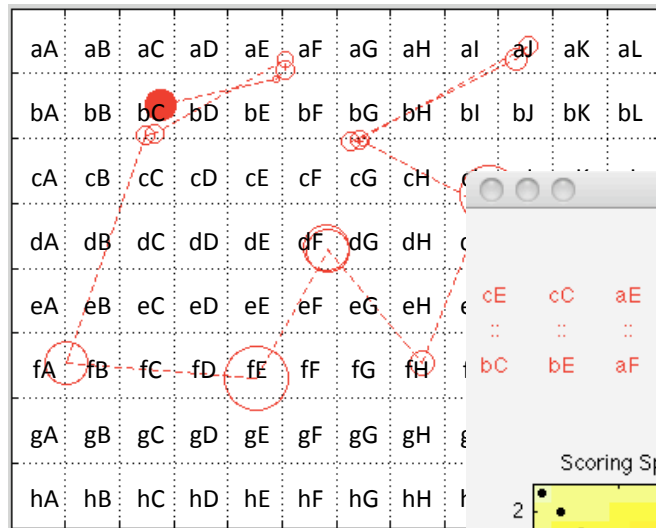 aA aB aC aD aE aF aG aH aI aJ aK aL
bA bB bC bD bE bF bG bH bI bJ bK bL
cA cB cC cD cE cF cG cH
dA dB dC dD dE dF dG dH
eA eB eC eD eE eF eG eH
fA fB fC fD fE fF fG fH
gA gB gC gD gE gF gG gH
hA hB hC hD hE hF hG hH
cE cC aE
:: :: ::
bC bE aF
Scoring
2